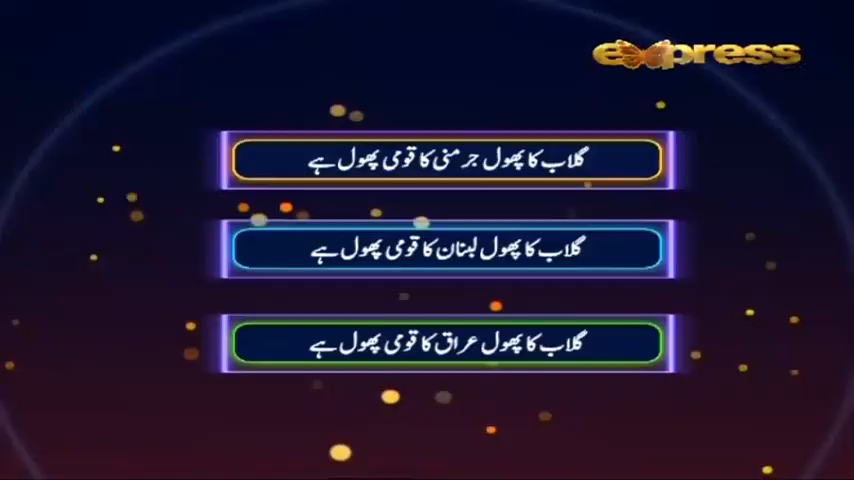 express
گلاب کا پھول جرمنی کا قومی پھول ہے
گلاب کا پھول لبنان کا قومی پھول ہے
گلاب کا پھول عراق کا قومی پھول ہے